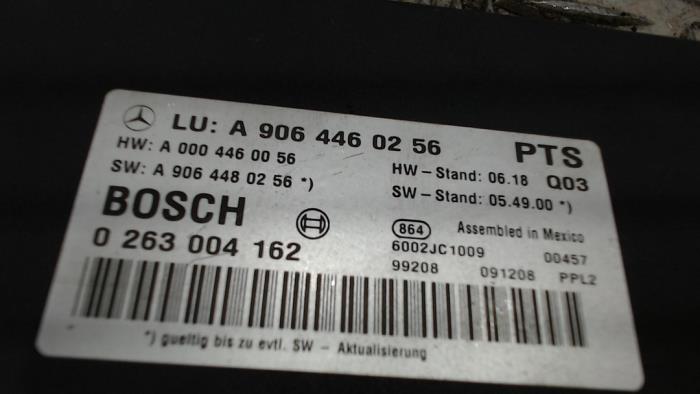 LU: A 906 446 02 56 PTS
HW: A 000 446 00 56 HW-Stand: 06.18 Q03
SW: A 906 448 02 56 *) SW-Stand: 05.49.00 *)
BOSCH 864 Assembled in Mexico
0 263 004 162 6002JC1009 00457
99208 091208 PPL2
*) gueltig bis zu evtl. SW - Aktualisierung